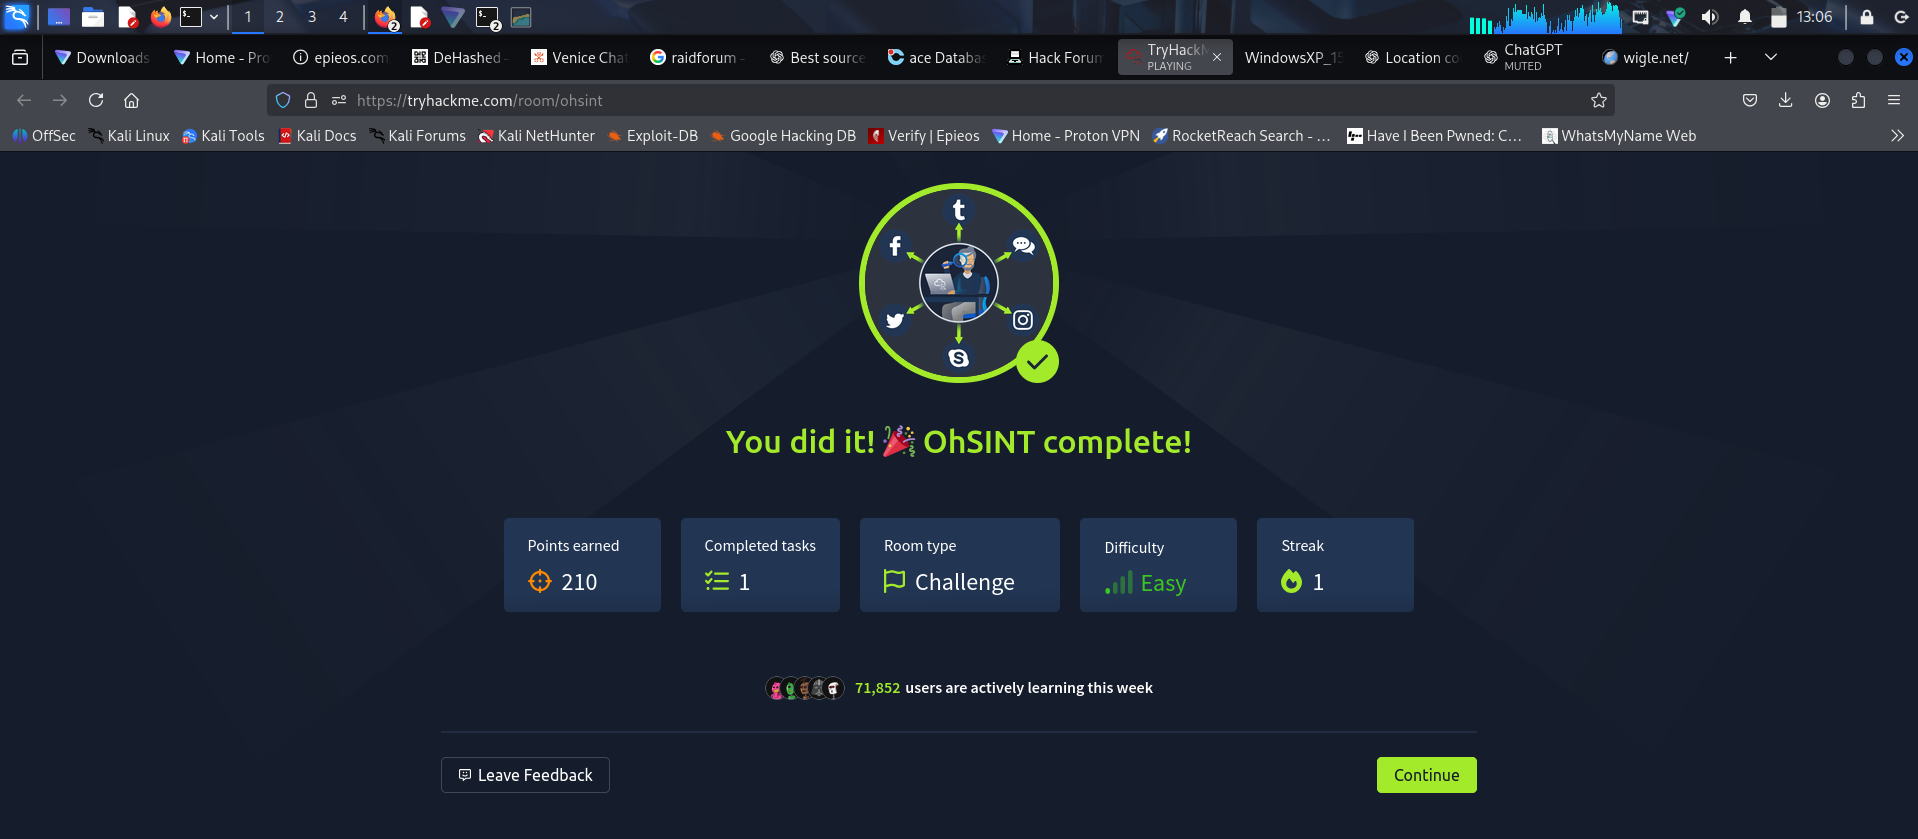 1 2 3 4 2 2 13:06
Downloads Home - Pro epieos.com DeHashed - Venice Chat raidforum - Best source ace Databas Hack Forum TryHackM WindowsXP_15 Location co ChatGPT wigle.net/
PLAYING MUTED
https://tryhackme.com/room/ohsint
OffSec Kali Linux Kali Tools Kali Docs Kali Forums Kali NetHunter Exploit-DB Google Hacking DB Verify | Epieos Home - Proton VPN RocketReach Search - ... Have I Been Pwned: C... WhatsMyName Web
You did it! 🎉 OhSINT complete!
Points earned Completed tasks Room type Difficulty Streak
210 1 Challenge Easy 1
71,852 users are actively learning this week
Leave Feedback Continue